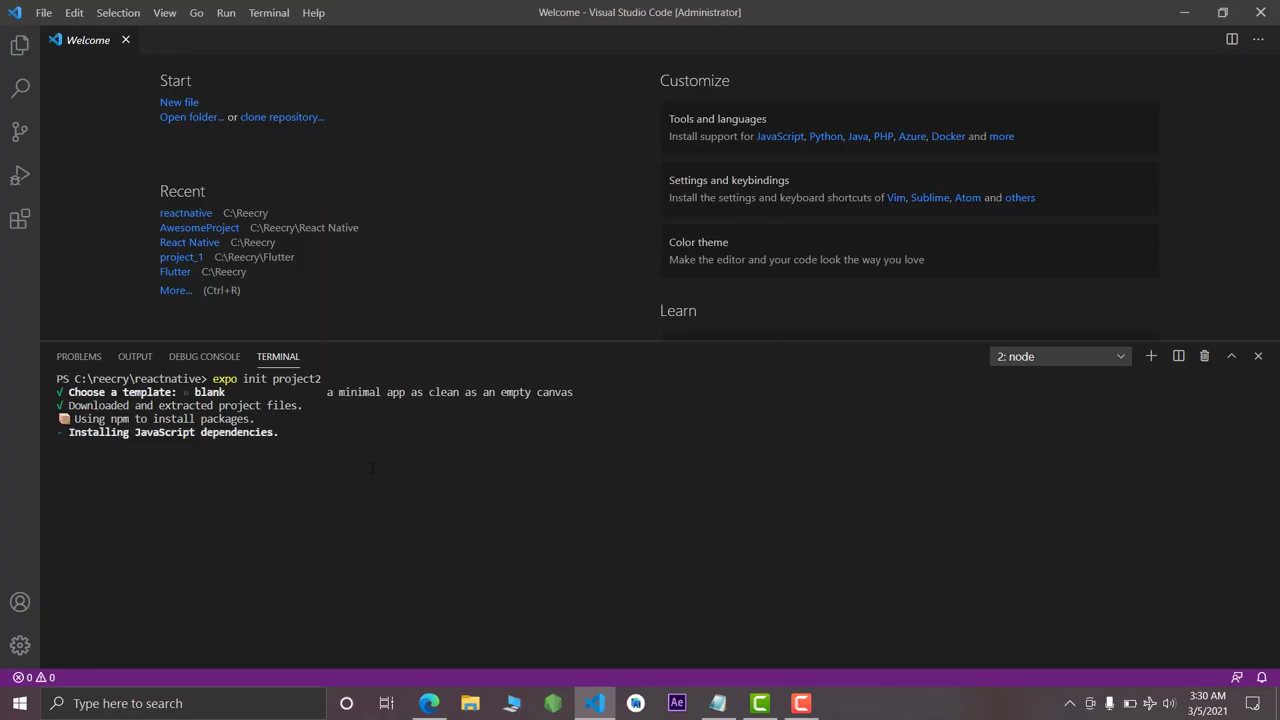 File Edit Selection View Go Run Terminal Help
Welcome - Visual Studio Code [Administrator]
Welcome
Start
New file
Open folder... or clone repository...
Recent
reactnative C:\Reecry
AwesomeProject C:\Reecry\React Native
React Native C:\Reecry
project_1 C:\Reecry\Flutter
Flutter C:\Reecry
More... (Ctrl+R)
Customize
Tools and languages
Install support for JavaScript, Python, Java, PHP, Azure, Docker and more
Settings and keybindings
Install the settings and keyboard shortcuts of Vim, Sublime, Atom and others
Color theme
Make the editor and your code look the way you love
Learn
PROBLEMS OUTPUT DEBUG CONSOLE TERMINAL
2: node
PS C:\reecry\reactnative> expo init project2
√ Choose a template: » blank a minimal app as clean as an empty canvas
√ Downloaded and extracted project files.
Using npm to install packages.
- Installing JavaScript dependencies.
0 0
Type here to search
Ae
3:30 AM
3/5/2021